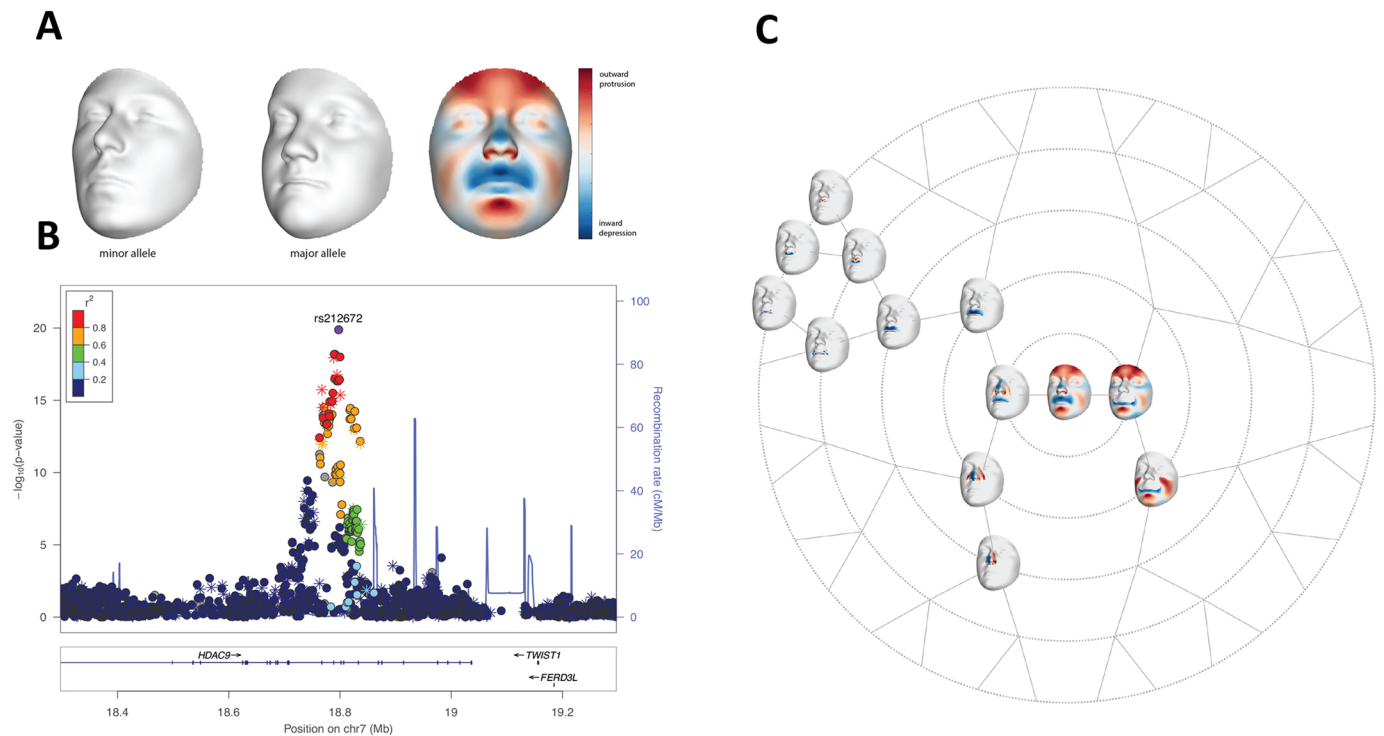 A
minor allele
major allele
outward
protrusion
inward
depression
B
r2
0.8
0.6
0.4
0.2
rs212672
20
15
10
5
0
−log10(p−value)
100
80
60
40
20
0
Recombination rate (cM/Mb)
HDAC9→
←TWIST1
←FERD3L
18.4
18.6
18.8
19
19.2
Position on chr7 (Mb)
C